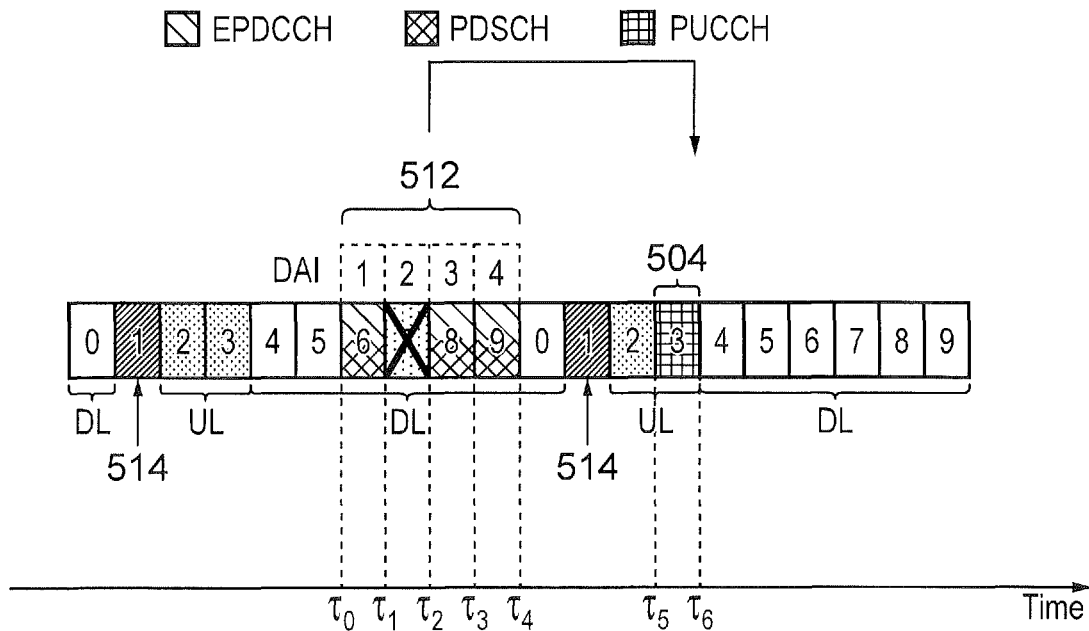 EPDCCH PDSCH PUCCH
512
DAI 1 2 3 4
504
0 1 2 3 4 5 6 8 9 0 1 2 3 4 5 6 7 8 9
DL UL DL UL DL
514 514
τ0 τ1 τ2 τ3 τ4 τ5 τ6 Time